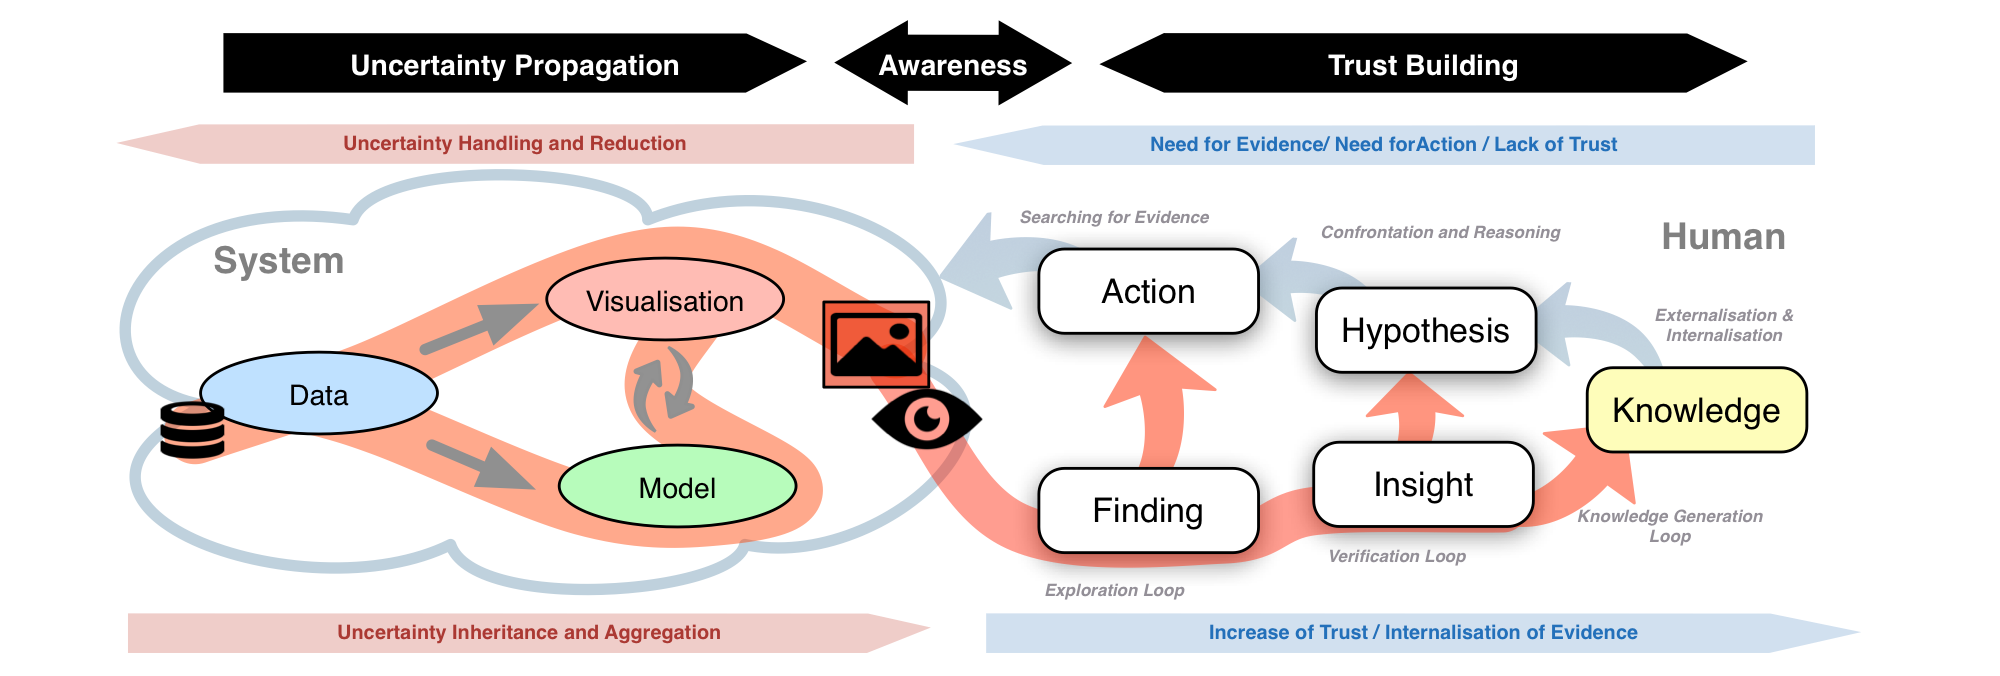 Uncertainty Propagation
Awareness
Trust Building
Uncertainty Handling and Reduction
Need for Evidence/ Need forAction / Lack of Trust
System
Searching for Evidence
Confrontation and Reasoning
Human
Visualisation
Action
Hypothesis
Externalisation &
Internalisation
Data
Knowledge
Model
Finding
Insight
Knowledge Generation
Loop
Verification Loop
Exploration Loop
Uncertainty Inheritance and Aggregation
Increase of Trust / Internalisation of Evidence